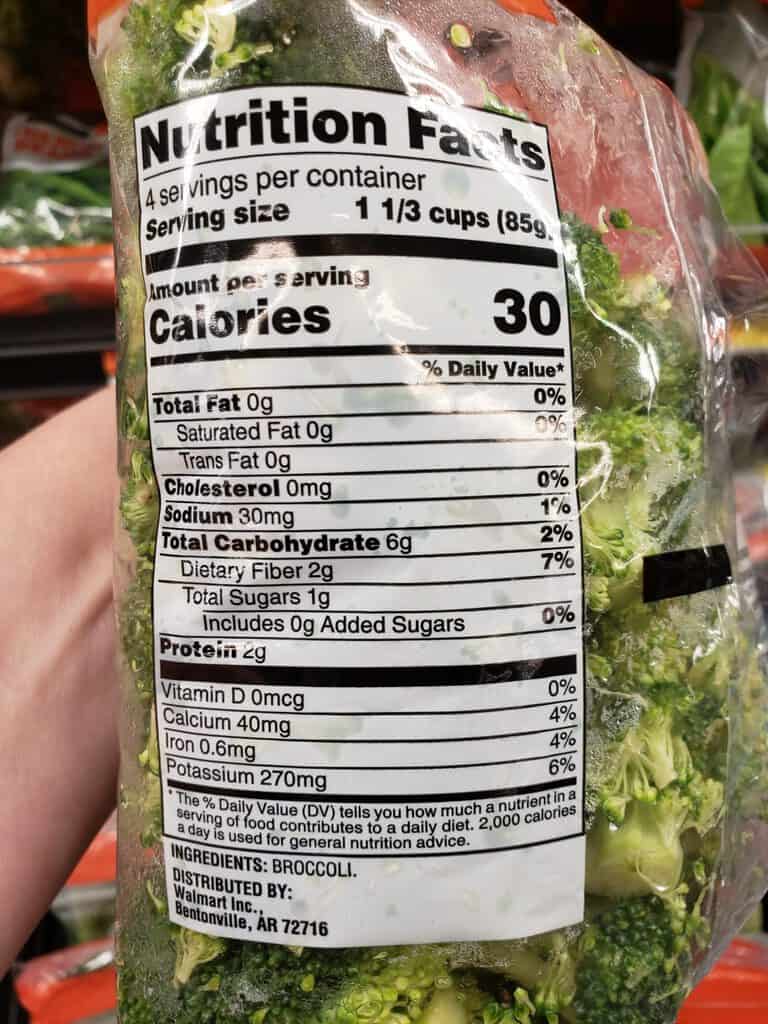 Nutrition Facts
4 servings per container
Serving size 1 1/3 cups (85g)
Amount per serving
Calories 30
% Daily Value*
Total Fat 0g 0%
Saturated Fat 0g 0%
Trans Fat 0g
Cholesterol 0mg 0%
Sodium 30mg 1%
Total Carbohydrate 6g 2%
Dietary Fiber 2g 7%
Total Sugars 1g
Includes 0g Added Sugars 0%
Protein 2g
Vitamin D 0mcg 0%
Calcium 40mg 4%
Iron 0.6mg 4%
Potassium 270mg 6%
* The % Daily Value (DV) tells you how much a nutrient in a
serving of food contributes to a daily diet. 2,000 calories
a day is used for general nutrition advice.
INGREDIENTS: BROCCOLI.
DISTRIBUTED BY:
Walmart Inc.,
Bentonville, AR 72716